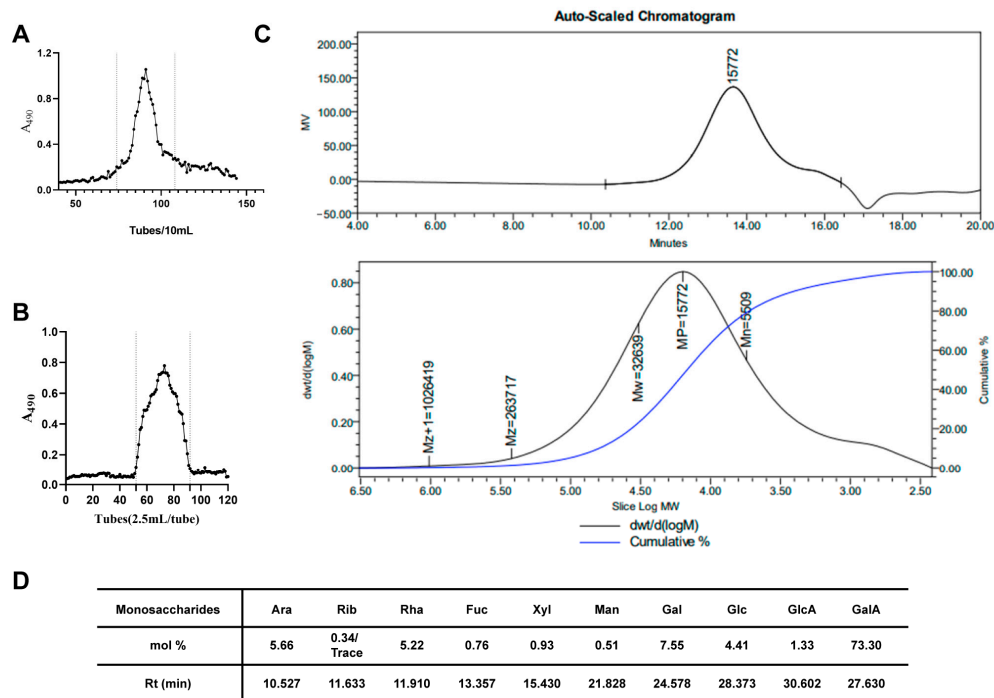 A
1.2
0.8
0.4
0.0
A490
50
100
150
Tubes/10mL
B
1.0
0.8
0.6
0.4
0.2
0.0
A490
0
20
40
60
80
100
120
Tubes(2.5mL/tube)
C
Auto-Scaled Chromatogram
200.00
150.00
100.00
50.00
0.00
−50.00
MV
15772
4.00
6.00
8.00
10.00
12.00
14.00
16.00
18.00
20.00
Minutes
0.80
0.60
0.40
0.20
0.00
dwt/d(logM)
Mz+1=1026419
Mz=263717
Mw=32639
MP=15772
Mn=5509
100.00
80.00
60.00
40.00
20.00
0.00
Cumulative %
6.50
6.00
5.50
5.00
4.50
4.00
3.50
3.00
2.50
Slice Log MW
dwt/d(logM)
Cumulative %
D
Monosaccharides Ara Rib Rha Fuc Xyl Man Gal Glc GlcA GalA
mol % 5.66 0.34/ Trace 5.22 0.76 0.93 0.51 7.55 4.41 1.33 73.30
Rt (min) 10.527 11.633 11.910 13.357 15.430 21.828 24.578 28.373 30.602 27.630